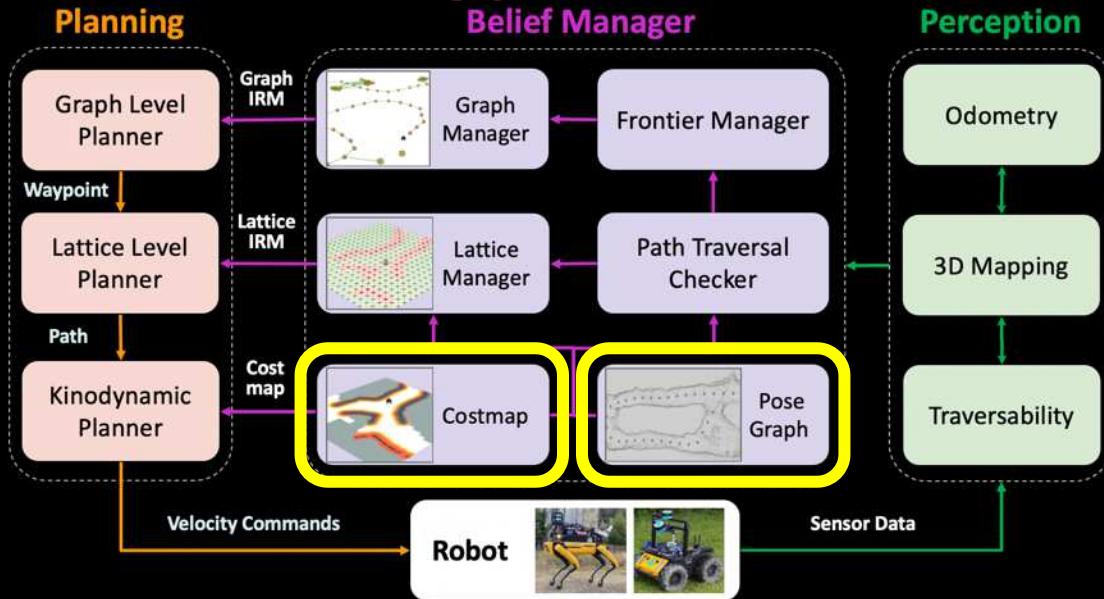 Planning
Belief Manager
Perception
Graph Level
Planner
Graph
IRM
Graph
Manager
Frontier Manager
Odometry
Waypoint
Lattice Level
Planner
Lattice
IRM
Lattice
Manager
Path Traversal
Checker
3D Mapping
Path
Kinodynamic
Planner
Cost
map
Costmap
Pose
Graph
Traversability
Velocity Commands
Robot
Sensor Data